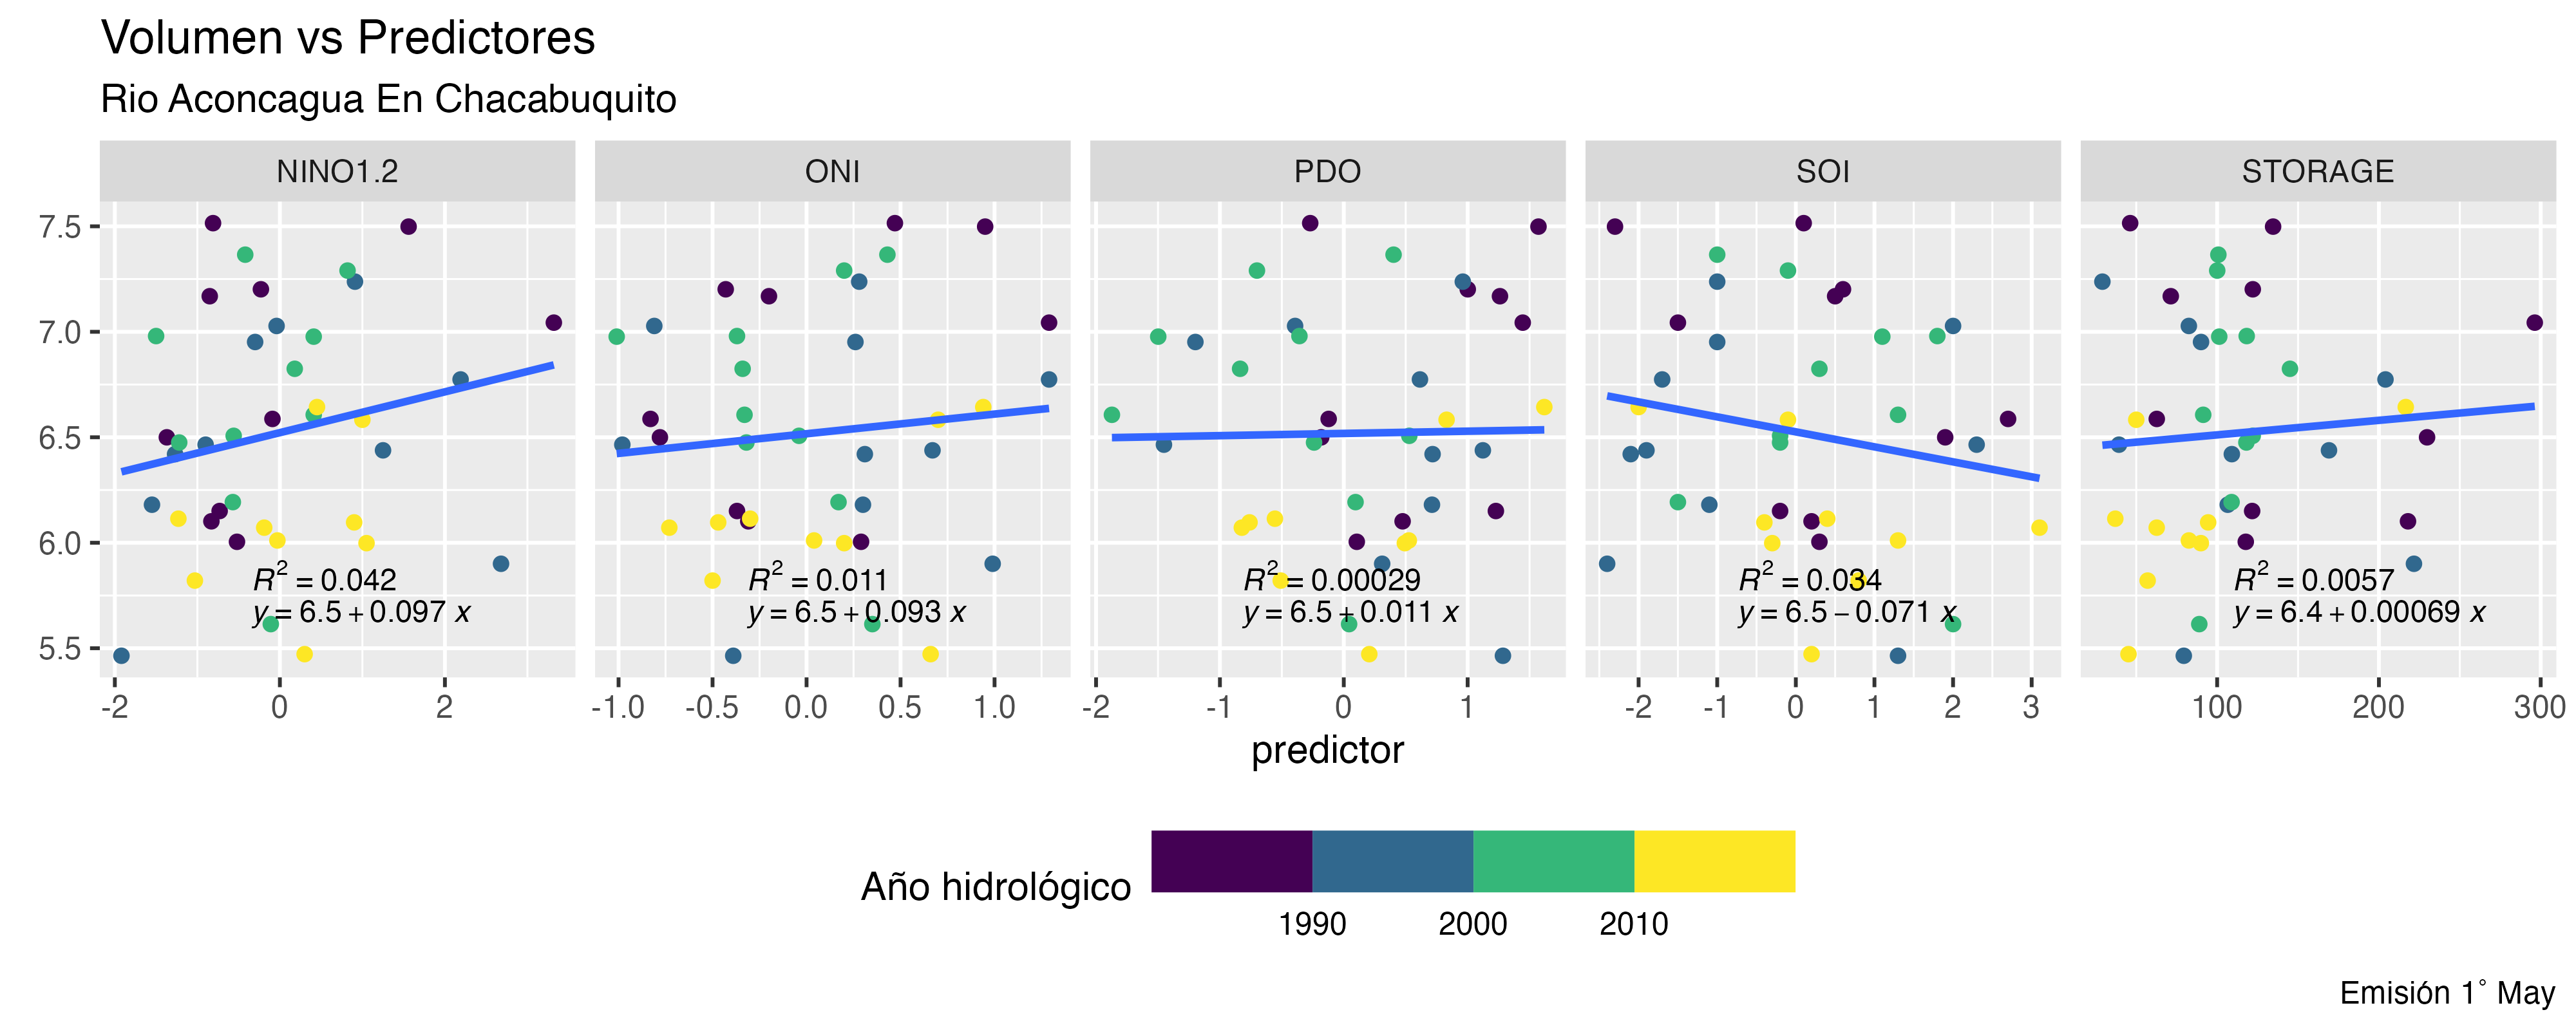 Volumen vs Predictores
Rio Aconcagua En Chacabuquito
NINO1.2 ONI PDO SOI STORAGE
7.5
7.0
6.5
6.0
5.5
R² = 0.042
y = 6.5 + 0.097 x
R² = 0.011
y = 6.5 + 0.093 x
R² = 0.00029
y = 6.5 + 0.011 x
R² = 0.034
y = 6.5 − 0.071 x
R² = 0.0057
y = 6.4 + 0.00069 x
-2 0 2 -1.0 -0.5 0.0 0.5 1.0 -2 -1 0 1 -2 -1 0 1 2 3 100 200 300
predictor
Año hidrológico
1990 2000 2010
Emisión 1° May